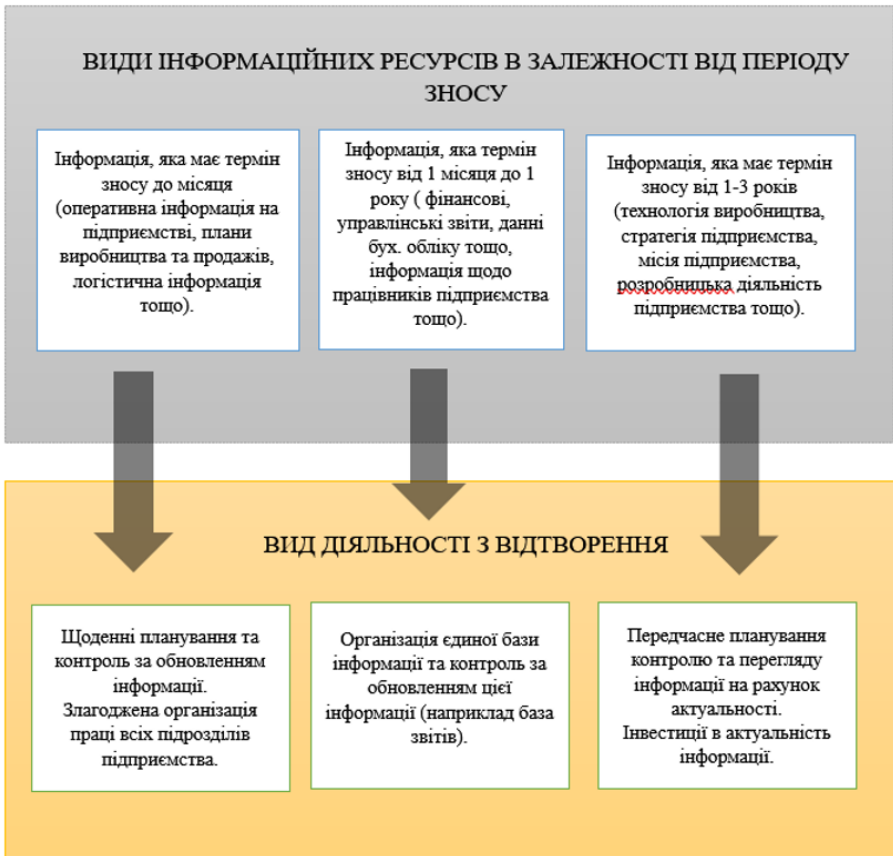 ВИДИ ІНФОРМАЦІЙНИХ РЕСУРСІВ В ЗАЛЕЖНОСТІ ВІД ПЕРІОДУ
ЗНОСУ
Інформація, яка має термін
зносу до місяця
(оперативна інформація на
підприємстві, плани
виробництва та продажів,
логістична інформація
тощо).
Інформація, яка термін
зносу від 1 місяця до 1
року ( фінансові,
управлінські звіти, данні
бух. обліку тощо,
інформація щодо
працівників підприємства
тощо).
Інформація, яка має термін
зносу від 1-3 років
(технологія виробництва,
стратегія підприємства,
місія підприємства,
розробницька діяльність
підприємства тощо).
ВИД ДІЯЛЬНОСТІ З ВІДТВОРЕННЯ
Щоденні планування та
контроль за обновленням
інформації.
Злагоджена організація
праці всіх підрозділів
підприємства.
Організація єдиної бази
інформації та контроль за
обновленням цієї
інформації (наприклад база
звітів).
Передчасне планування
контролю та перегляду
інформації на рахунок
актуальності.
Інвестиції в актуальність
інформації.